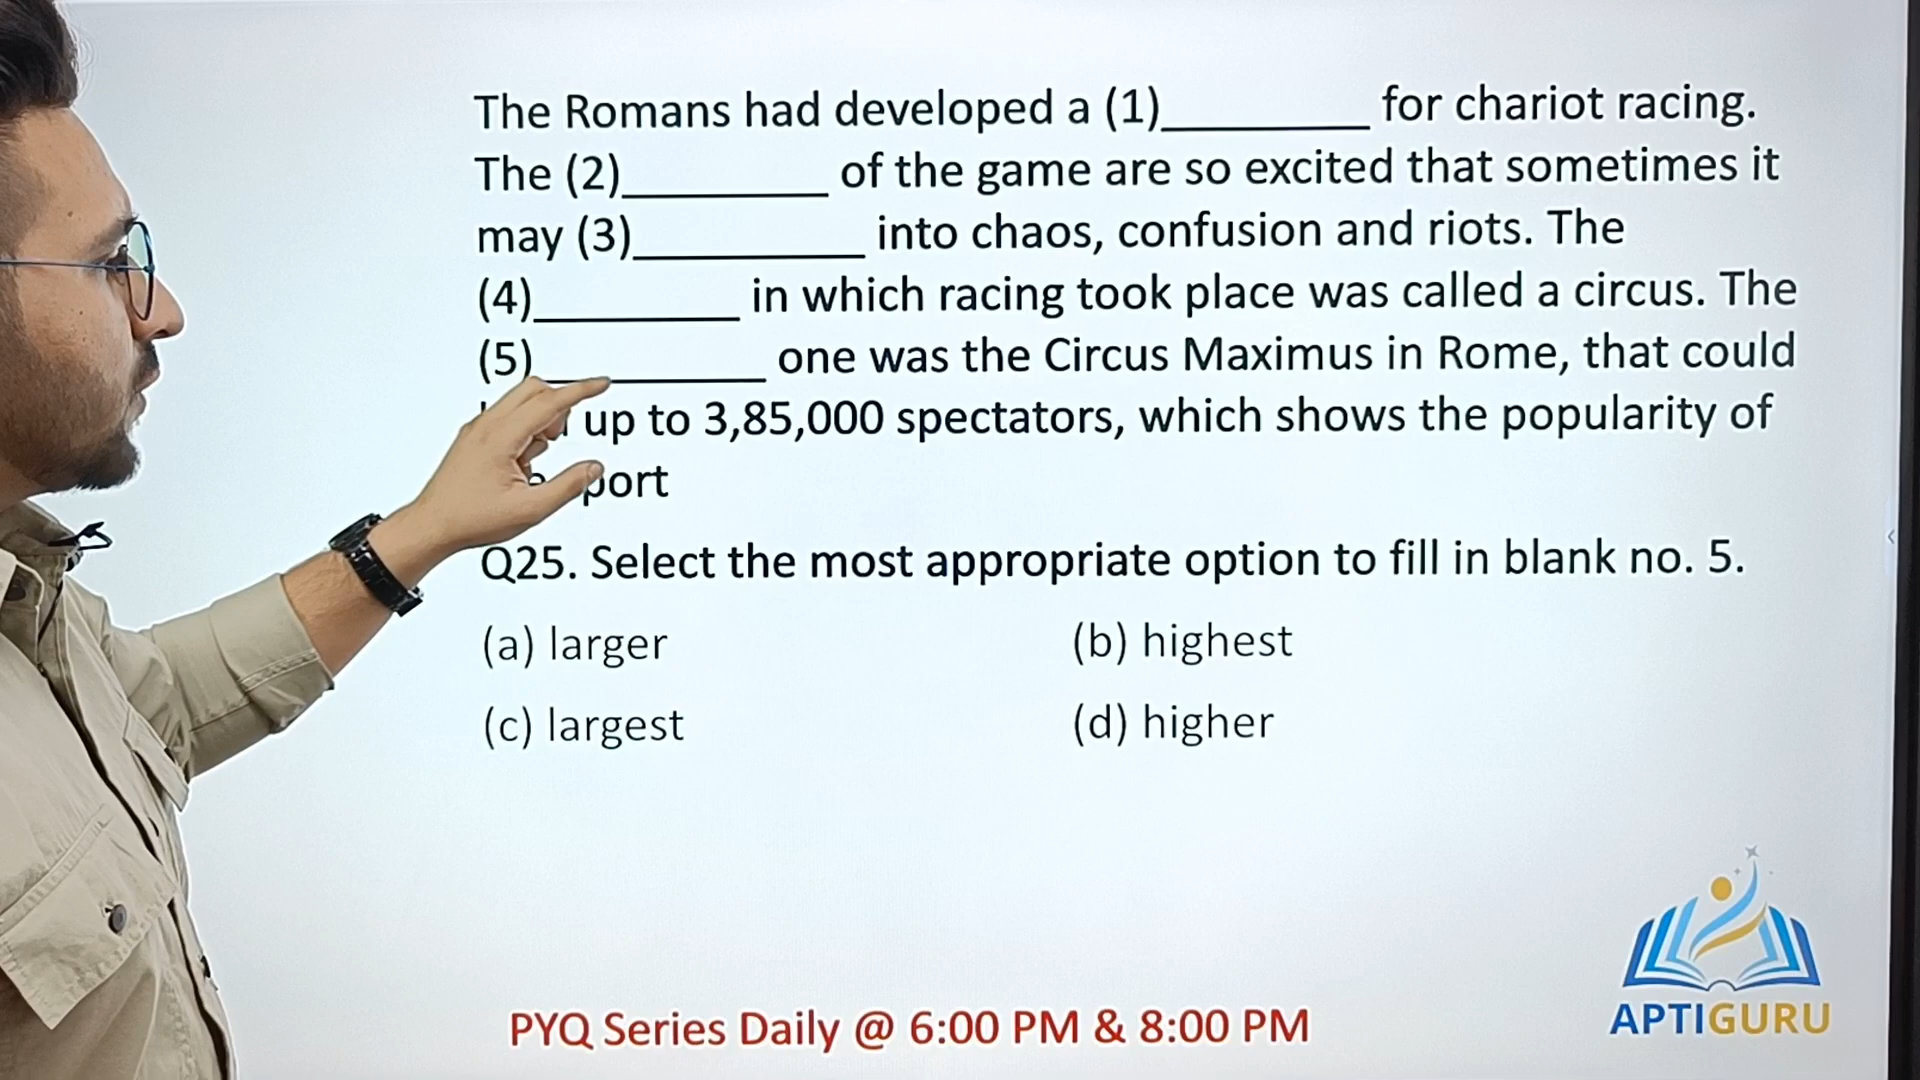 The Romans had developed a (1)_________ for chariot racing.
The (2)_________ of the game are so excited that sometimes it
may (3)__________ into chaos, confusion and riots. The
(4)_________ in which racing took place was called a circus. The
(5)__________ one was the Circus Maximus in Rome, that could
up to 3,85,000 spectators, which shows the popularity of
port
Q25. Select the most appropriate option to fill in blank no. 5.
(a) larger (b) highest
(c) largest (d) higher
APTIGURU
PYQ Series Daily @ 6:00 PM & 8:00 PM